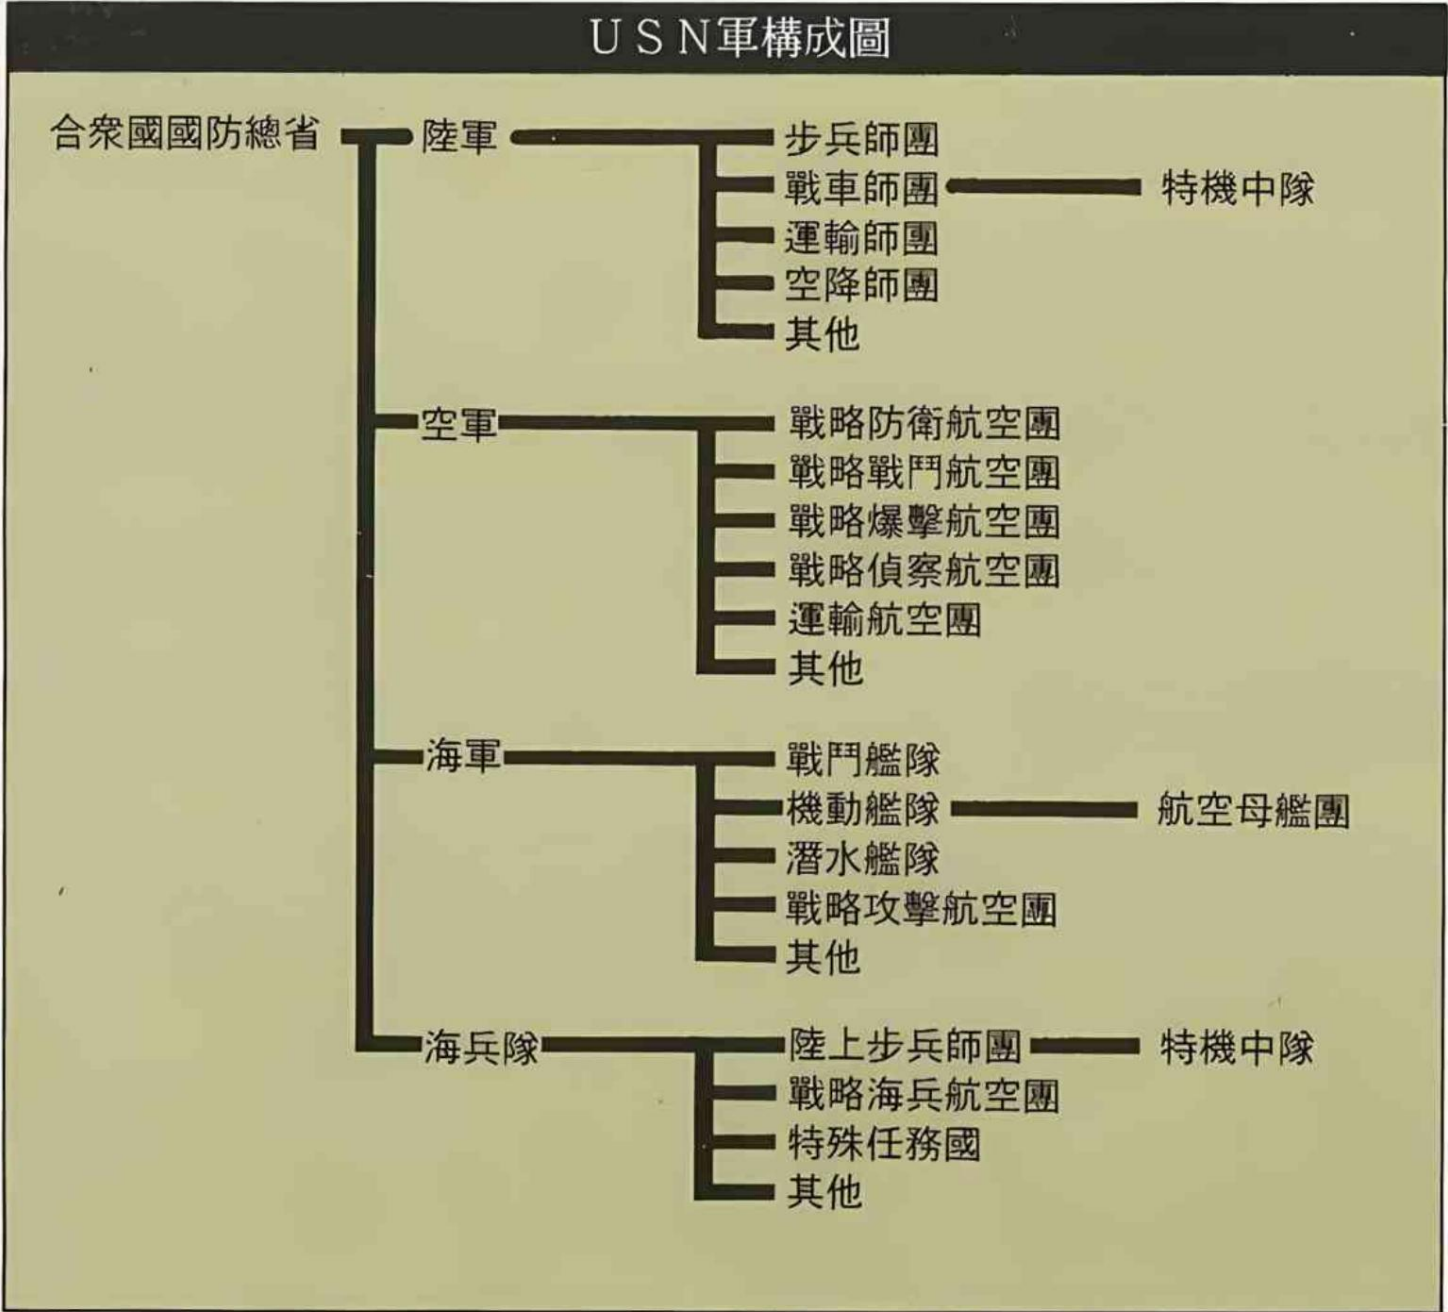 USN軍構成圖
合衆國國防總省 陸軍 步兵師團
戰車師團 特機中隊
運輸師團
空降師團
其他
空軍 戰略防衛航空團
戰略戰鬥航空團
戰略爆擊航空團
戰略偵察航空團
運輸航空團
其他
海軍 戰鬥艦隊
機動艦隊 航空母艦團
潛水艦隊
戰略攻擊航空團
其他
海兵隊 陸上步兵師團 特機中隊
戰略海兵航空團
特殊任務國
其他